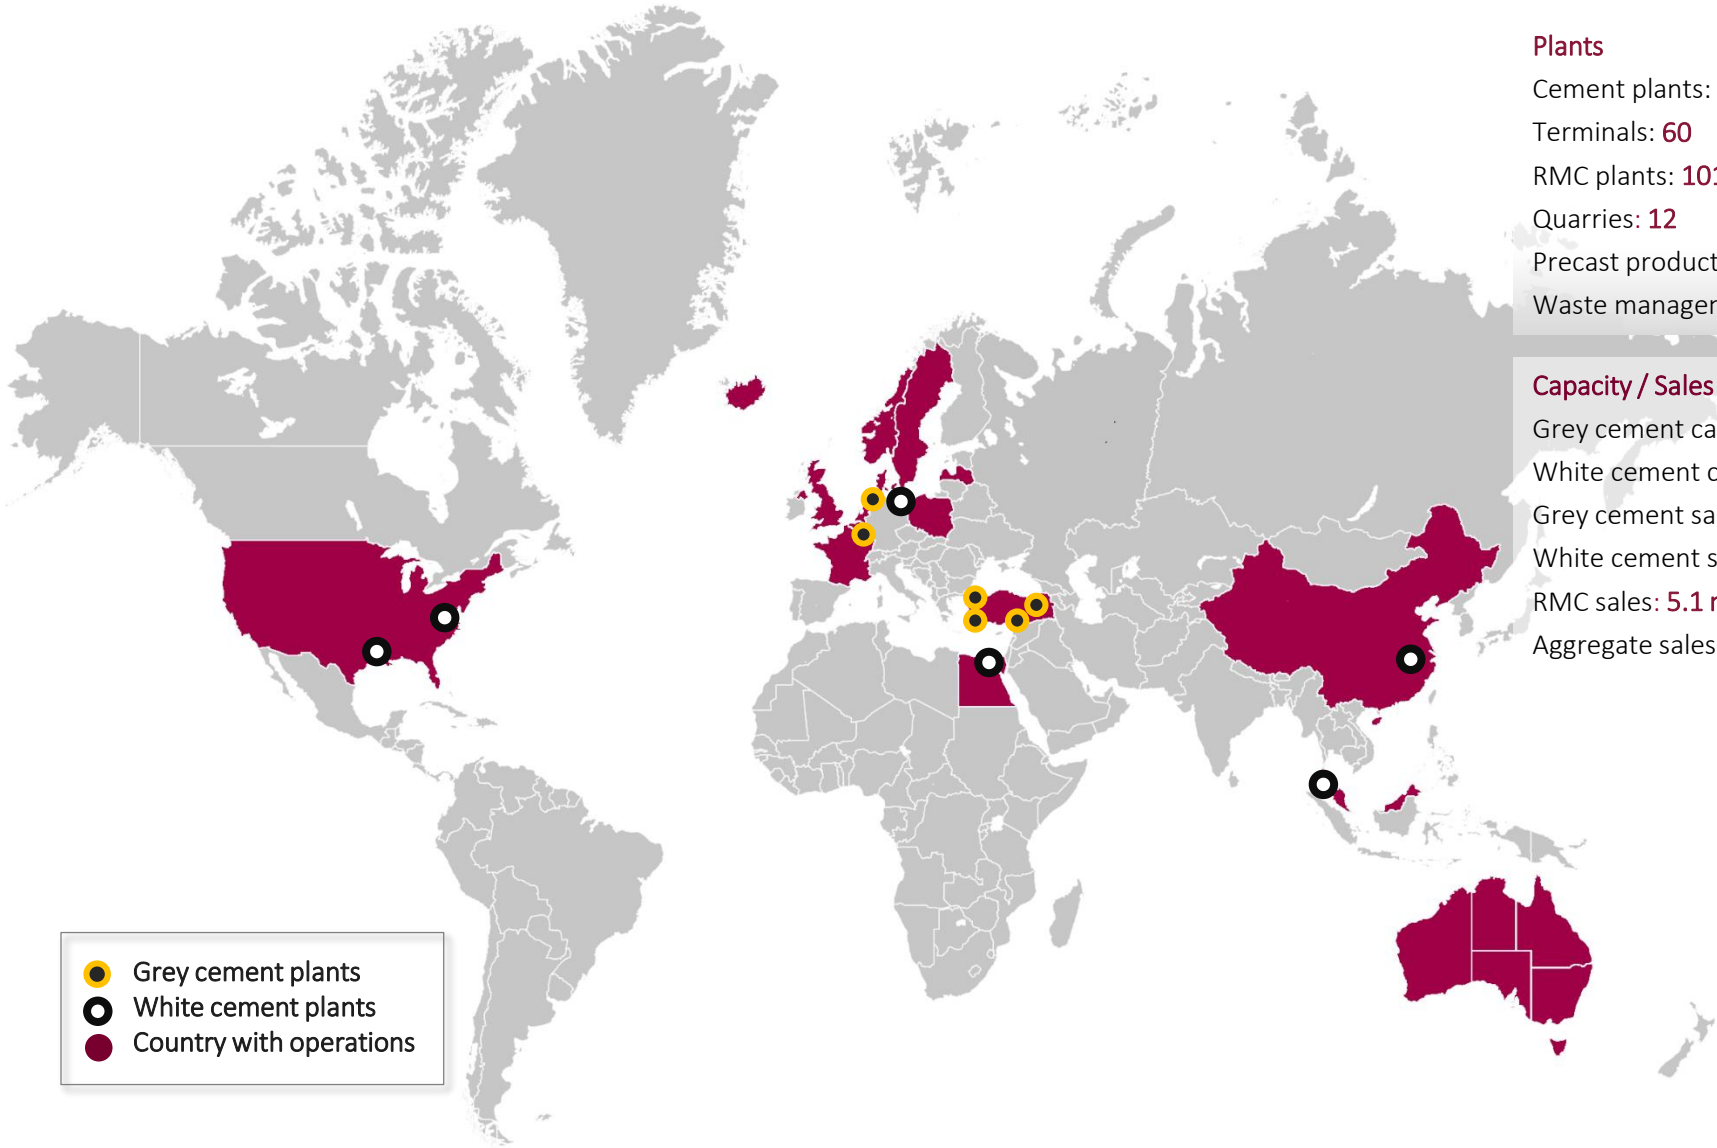 Plants
Cement plants:
Terminals: 60
RMC plants: 101
Quarries: 12
Precast product
Waste manager
Capacity / Sales
Grey cement ca
White cement c
Grey cement sa
White cement s
RMC sales: 5.1 m
Aggregate sales
Grey cement plants
White cement plants
Country with operations